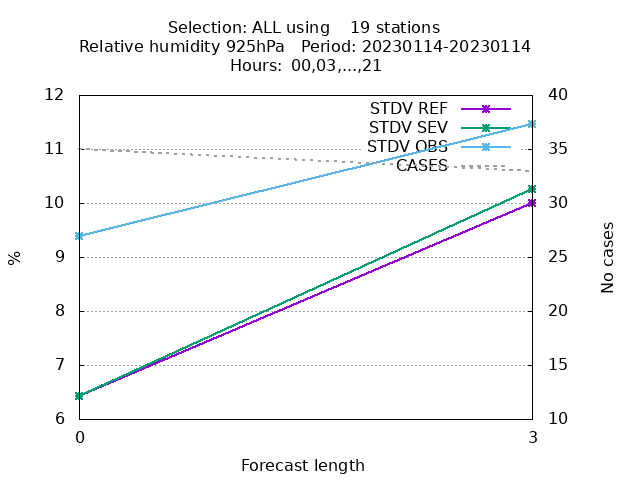 Selection: ALL using    19 stations
Relative humidity 925hPa   Period: 20230114-20230114
Hours:  00,03,...,21
12
11
10
9
8
7
6
%
40
35
30
25
20
15
10
No cases
STDV REF
STDV SEV
STDV OBS
CASES
0
3
Forecast length